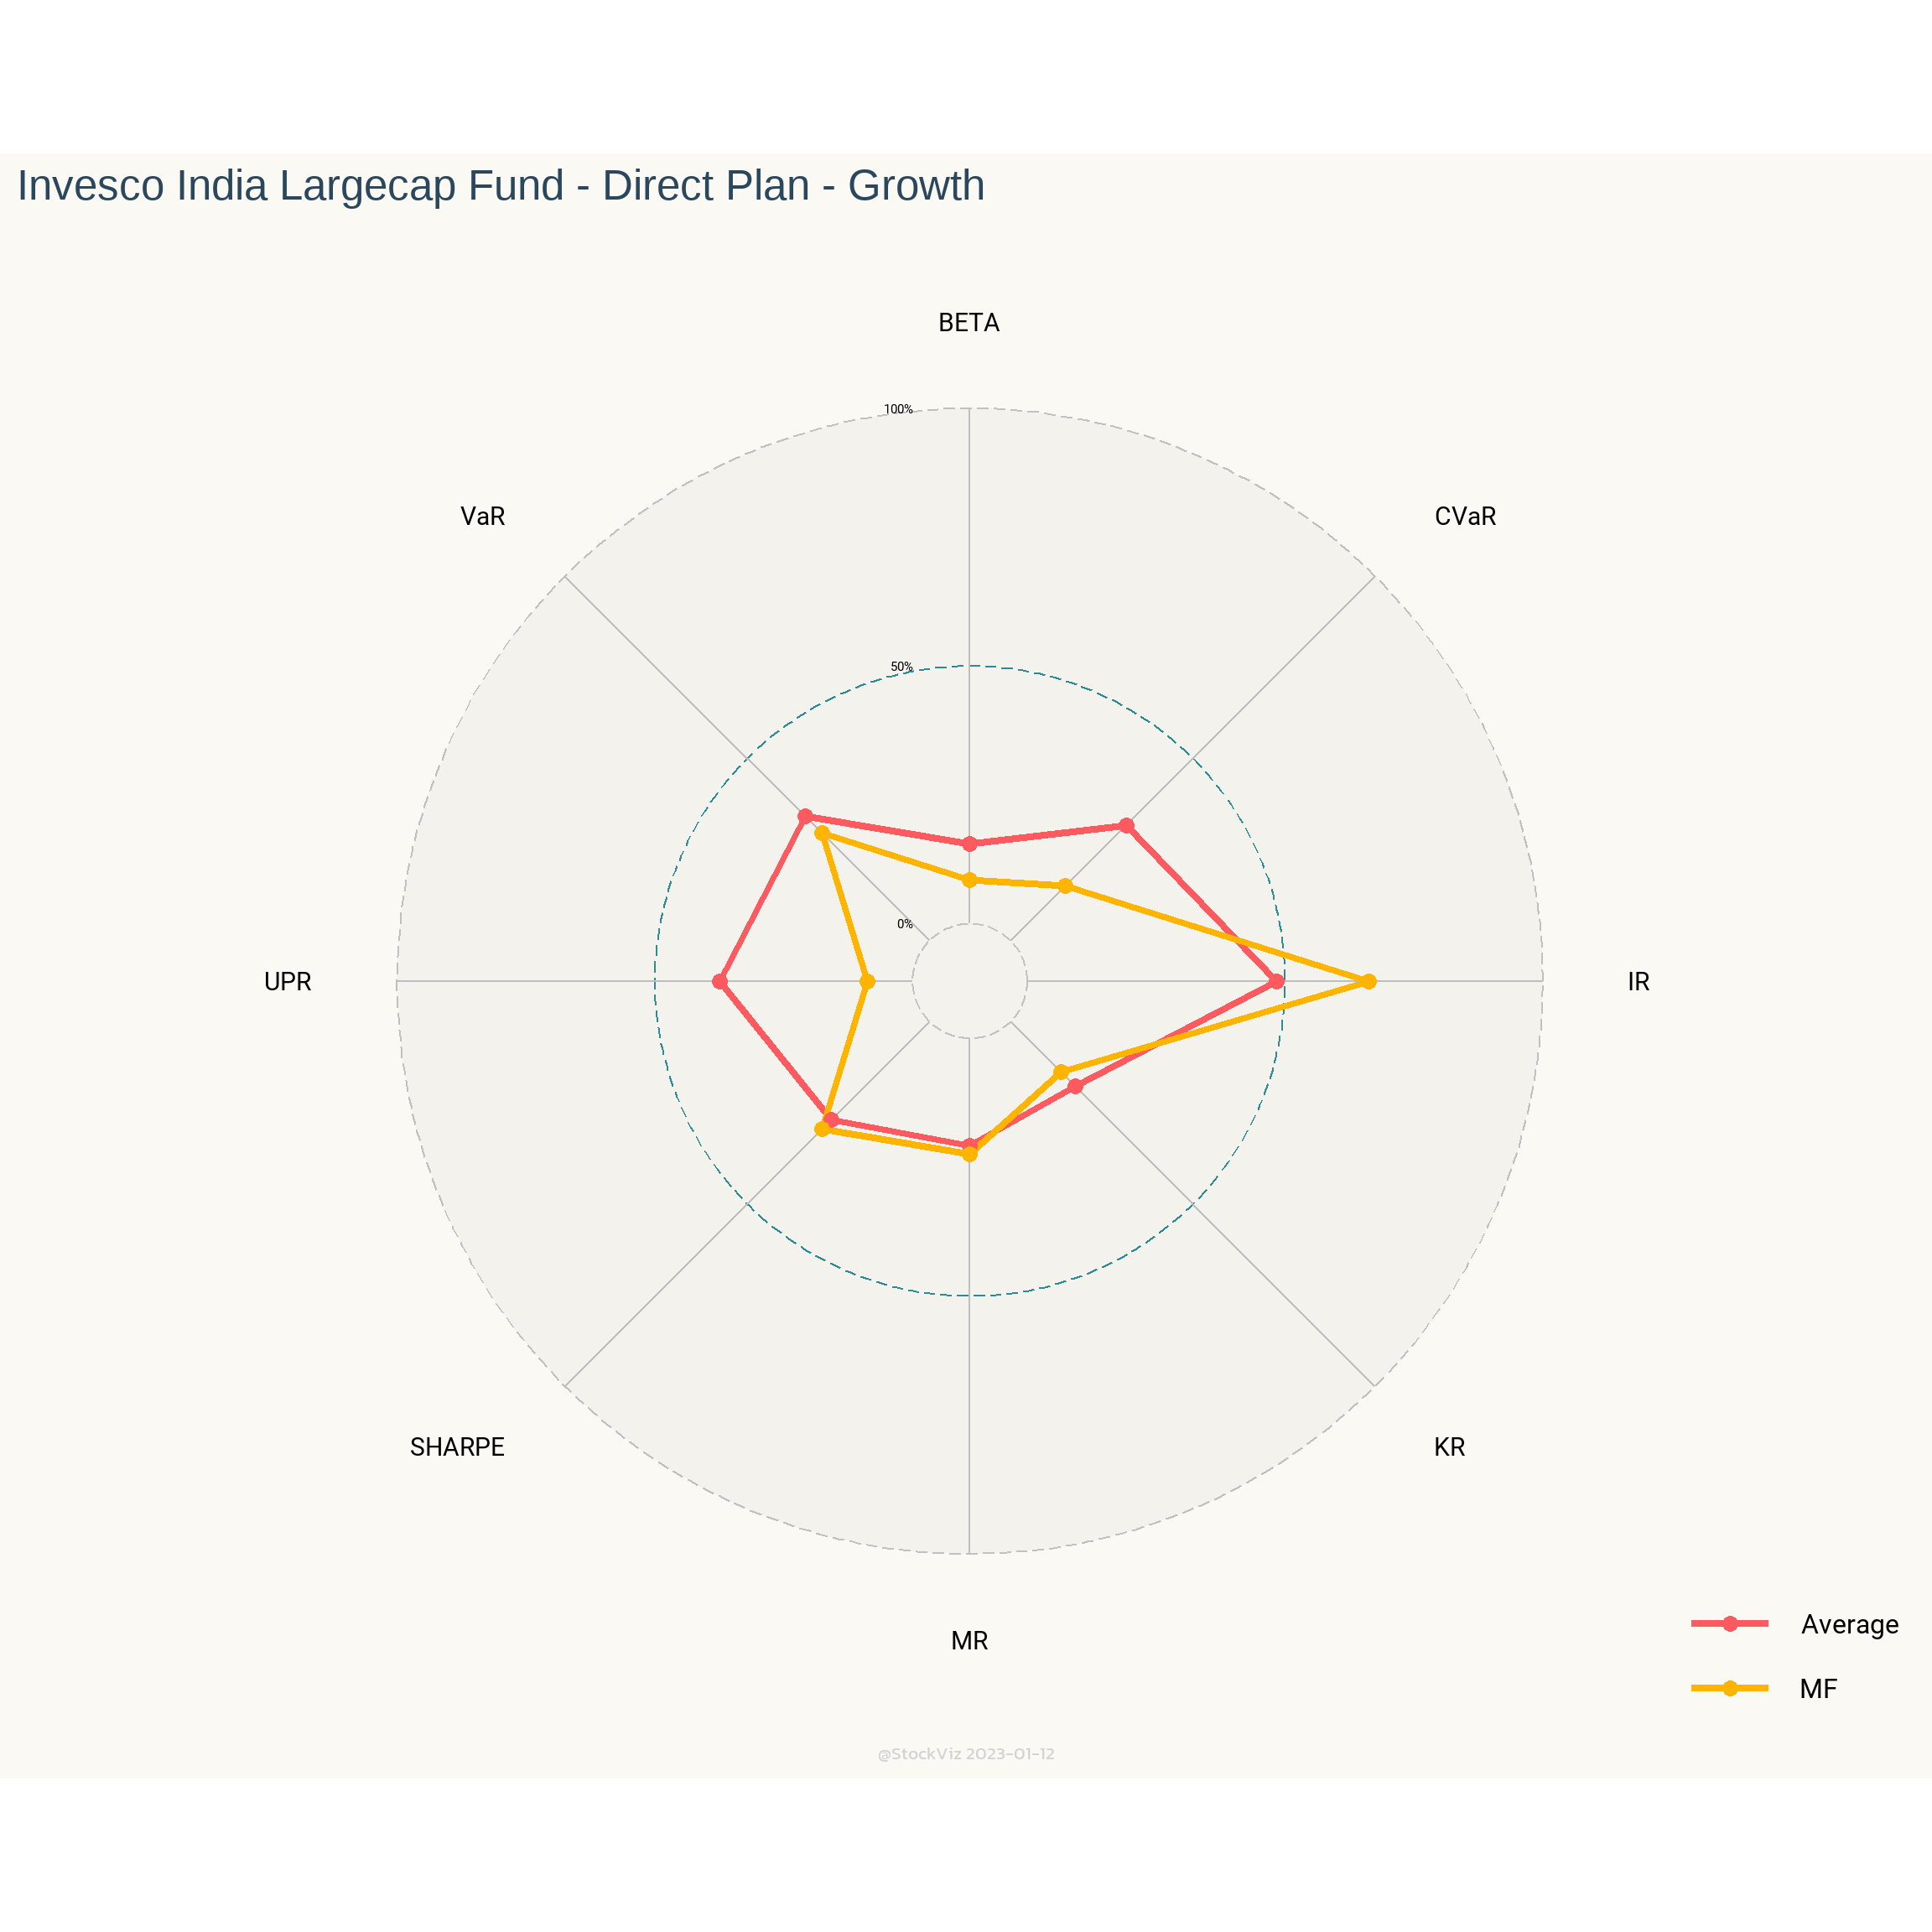 Invesco India Largecap Fund - Direct Plan - Growth
BETA
100%
VaR
CVaR
50%
0%
UPR
IR
SHARPE
KR
MR
Average
MF
@StockViz 2023-01-12